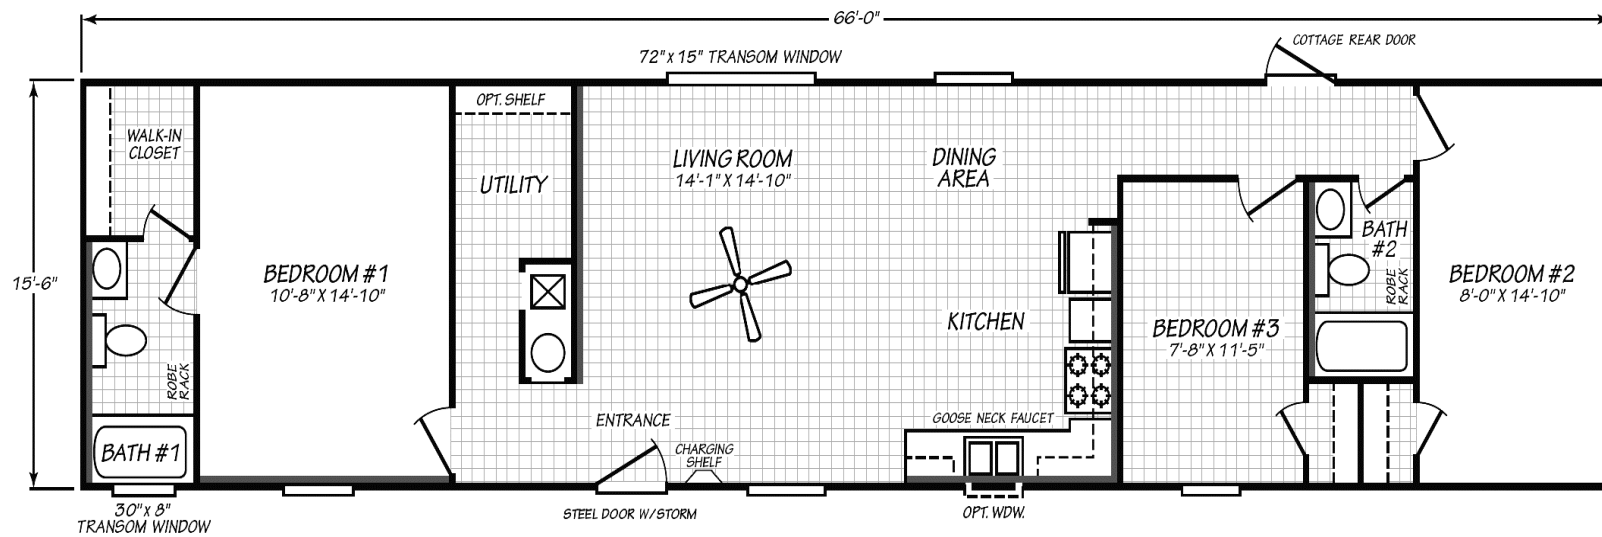 66'-0"
COTTAGE REAR DOOR
72" x 15" TRANSOM WINDOW
OPT. SHELF
WALK-IN
CLOSET
UTILITY
LIVING ROOM
14'-1" X 14'-10"
DINING
AREA
BATH
#2
15'-6"
BEDROOM #1
10'-8" X 14'-10"
ROBE
RACK
BEDROOM #2
8'-0" X 14'-10"
KITCHEN
BEDROOM #3
7'-8" X 11'-5"
ROBE
RACK
ENTRANCE
GOOSE NECK FAUCET
BATH #1
CHARGING
SHELF
30" x 8"
TRANSOM WINDOW
STEEL DOOR W/STORM
OPT. WDW.